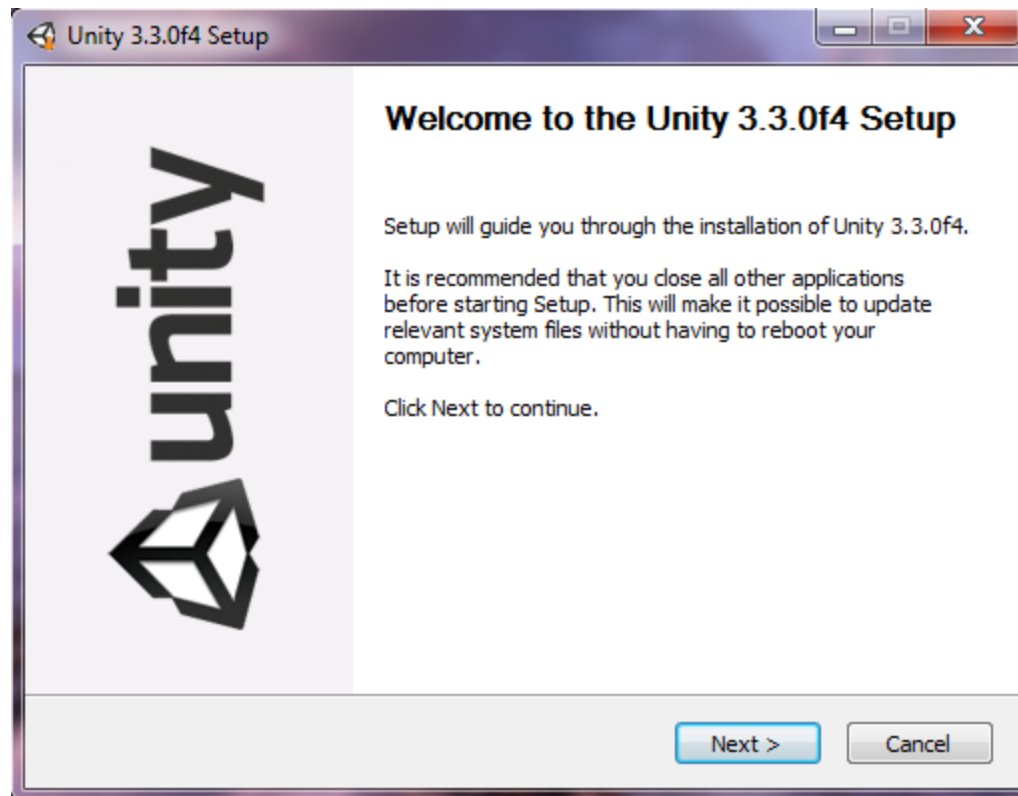 Unity 3.3.0f4 Setup
unity
Welcome to the Unity 3.3.0f4 Setup
Setup will guide you through the installation of Unity 3.3.0f4.
It is recommended that you close all other applications
before starting Setup. This will make it possible to update
relevant system files without having to reboot your
computer.
Click Next to continue.
Next >
Cancel